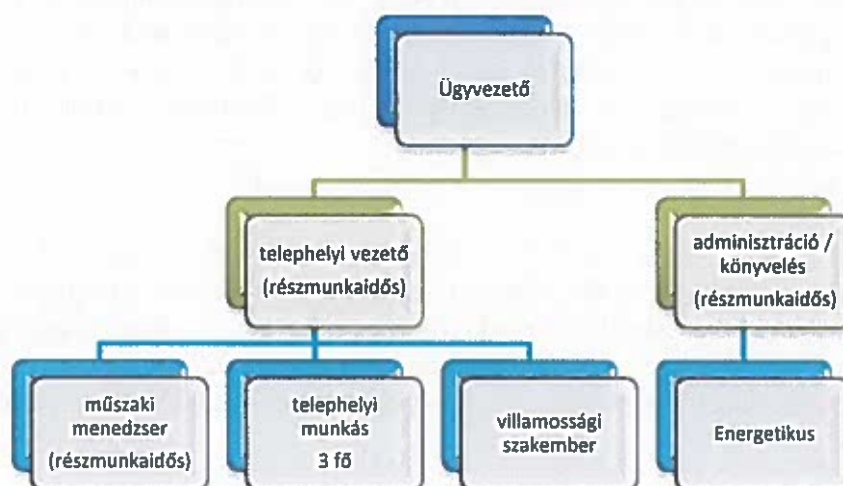 Ügyvezető
telephelyi vezető
(részmunkaidős)
adminisztráció /
könyvelés
(részmunkaidős)
műszaki
menedzser
(részmunkaidős)
telephelyi
munkás
3 fő
villamossági
szakember
Energetikus